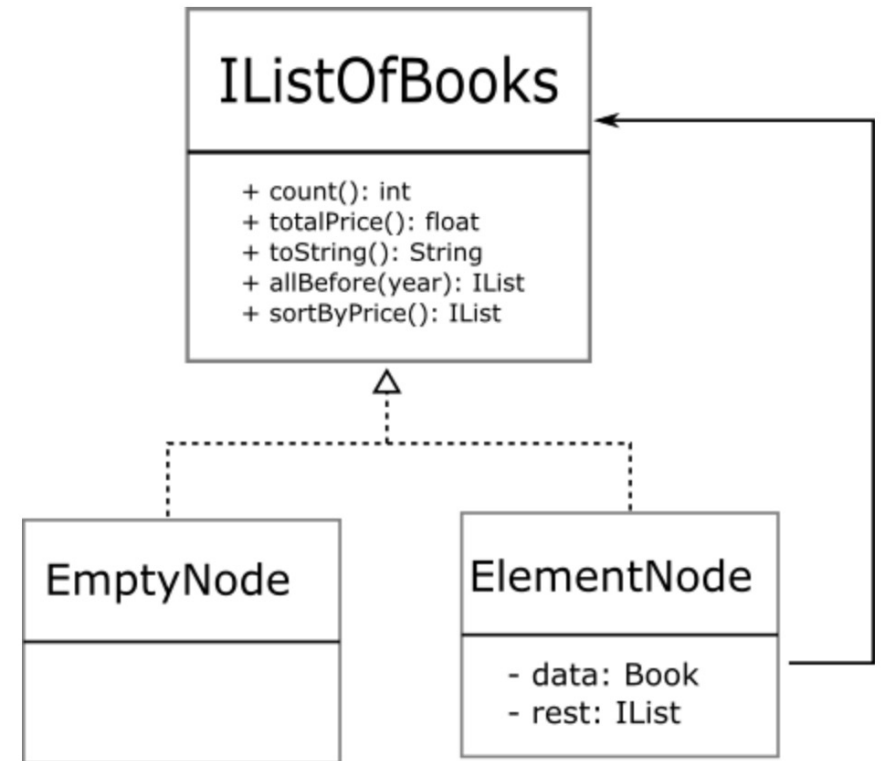 IListOfBooks
+ count(): int
+ totalPrice(): float
+ toString(): String
+ allBefore(year): IList
+ sortByPrice(): IList
EmptyNode
ElementNode
- data: Book
- rest: IList